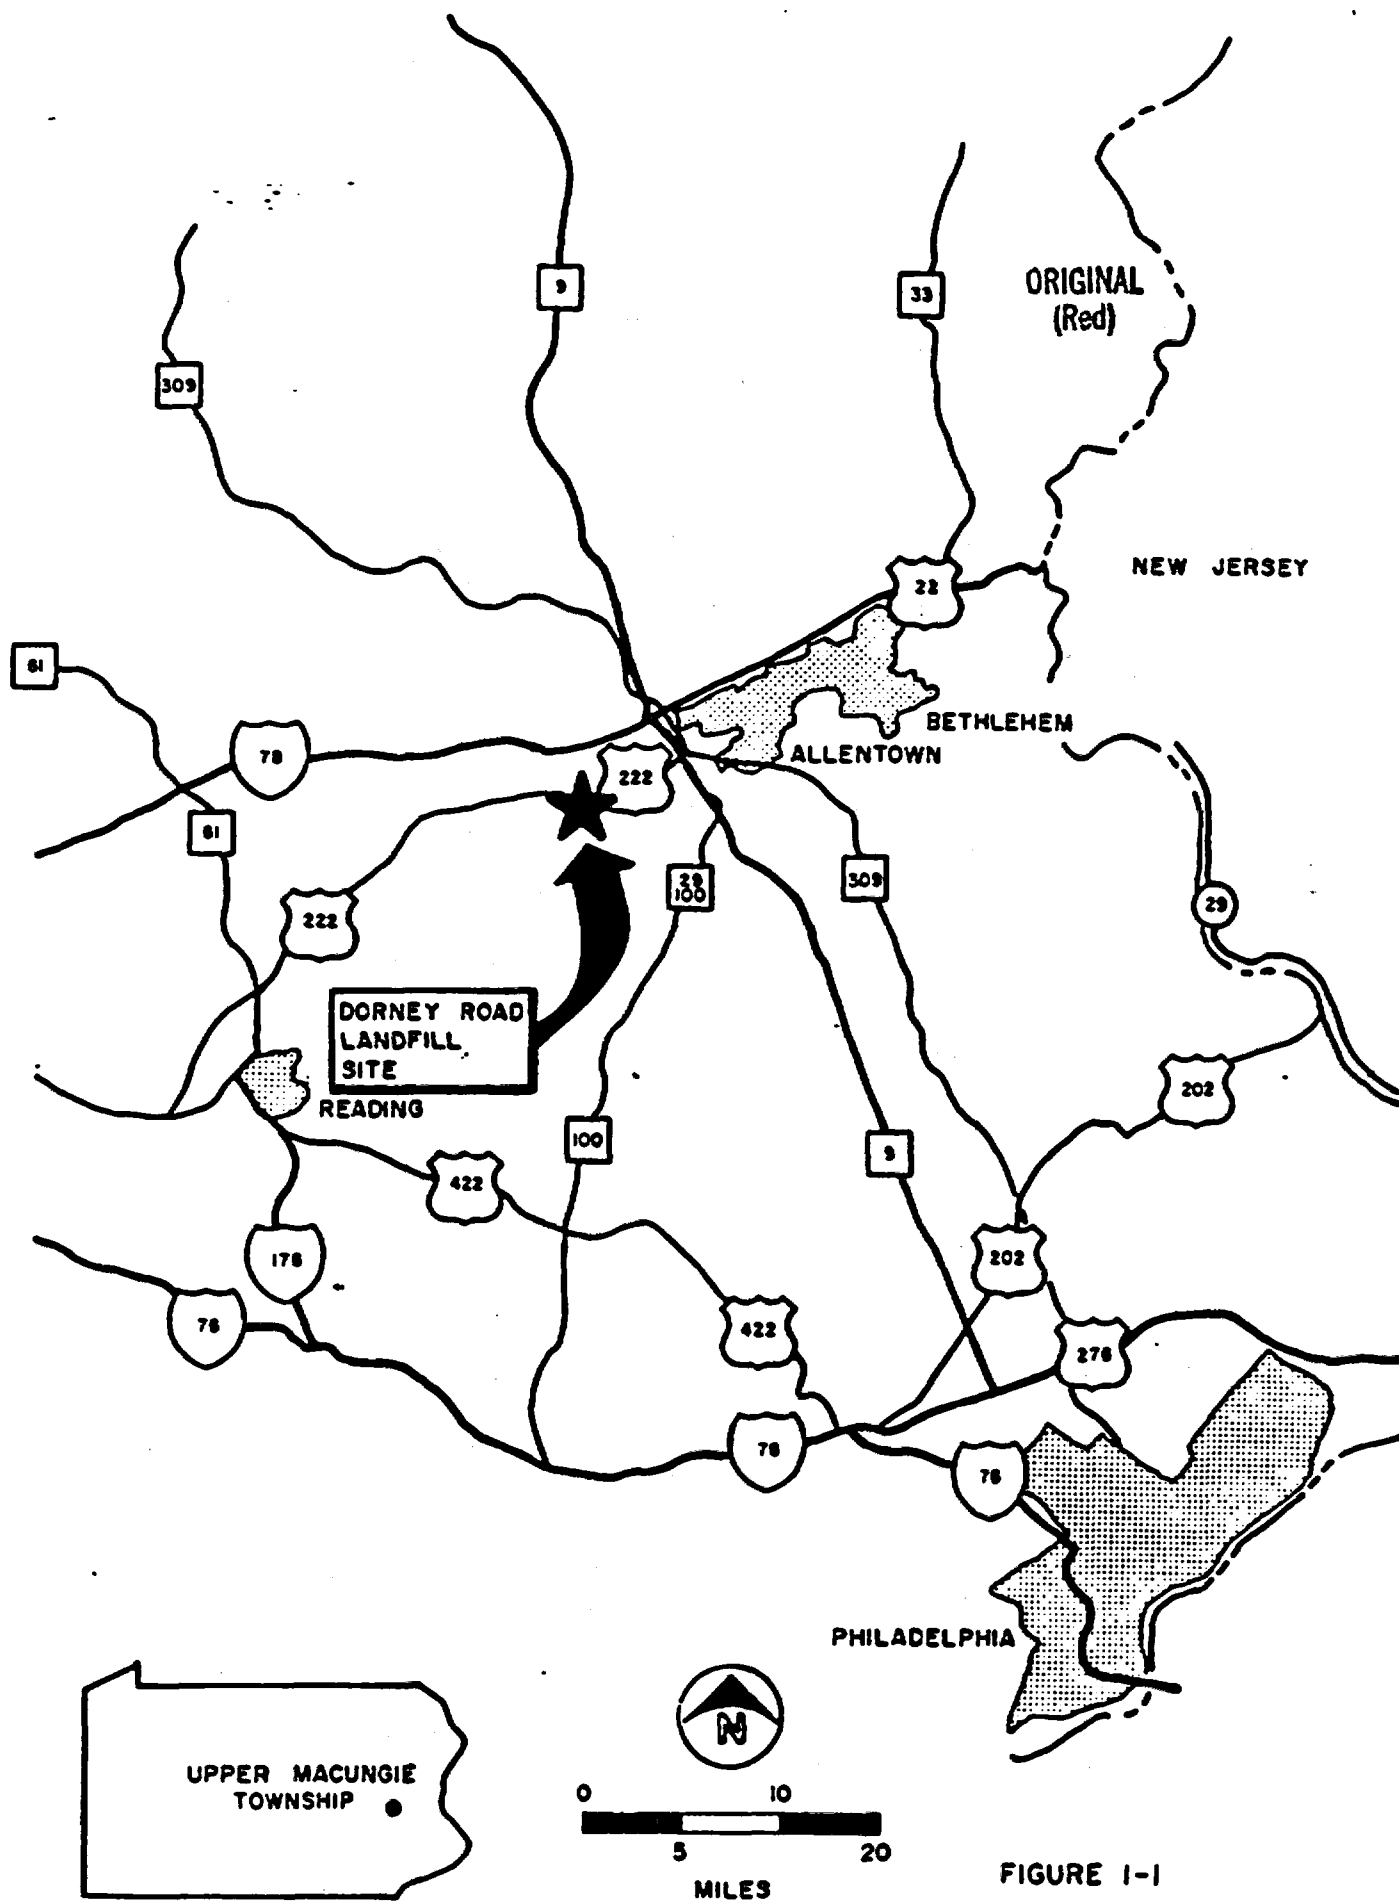 9
33
ORIGINAL
(Red)
309
NEW JERSEY
22
61
BETHLEHEM
78
ALLENTOWN
222
61
29
100
309
222
29
DORNEY ROAD
LANDFILL
SITE
202
READING
100
9
422
202
176
76
422
276
76
76
PHILADELPHIA
N
UPPER MACUNGIE
TOWNSHIP
0 10
5 20
MILES
FIGURE 1-1